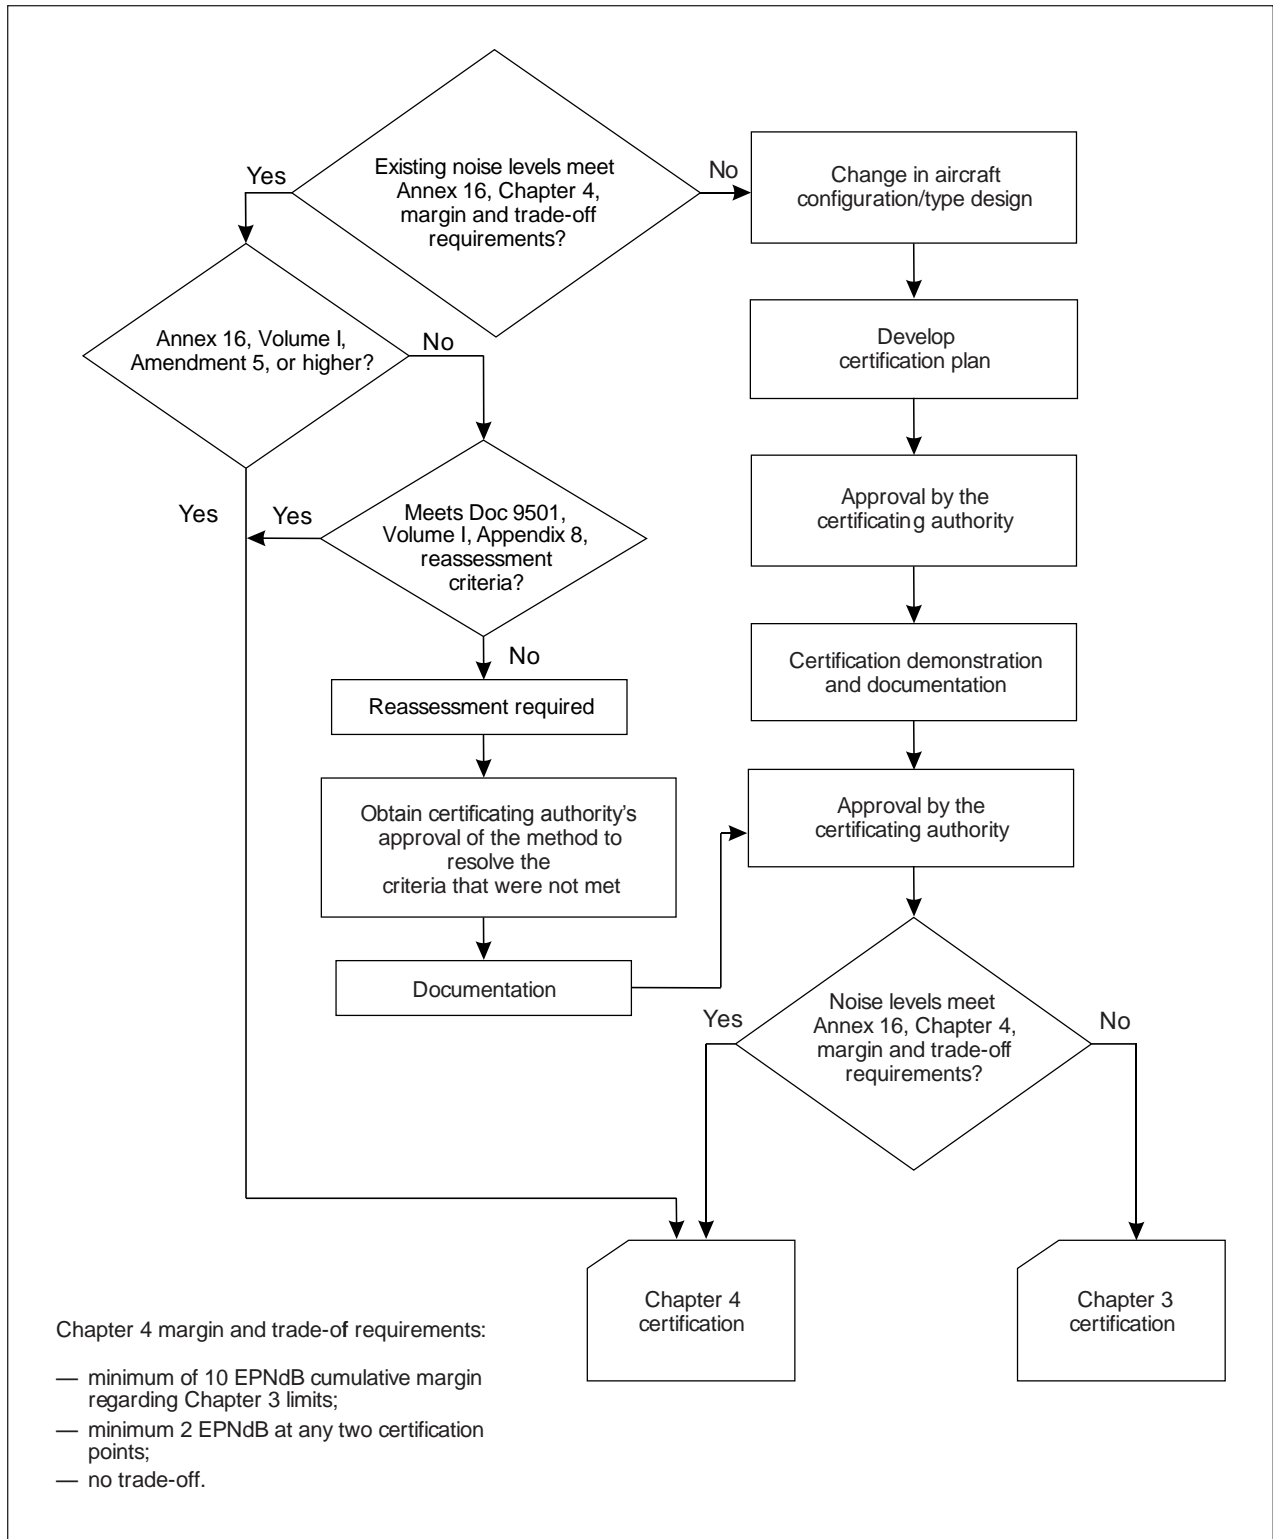 Existing noise levels meet
Annex 16, Chapter 4,
margin and trade-off
requirements?
Yes
No
Change in aircraft
configuration/type design
Annex 16, Volume I,
Amendment 5, or higher?
No
Yes
Develop
certification plan
Meets Doc 9501,
Volume I, Appendix 8,
reassessment
criteria?
Yes
No
Approval by the
certificating authority
Reassessment required
Certification demonstration
and documentation
Obtain certificating authority's
approval of the method to
resolve the
criteria that were not met
Approval by the
certificating authority
Documentation
Noise levels meet
Annex 16, Chapter 4,
margin and trade-off
requirements?
Yes
No
Chapter 4
certification
Chapter 3
certification
Chapter 4 margin and trade-of requirements:
— minimum of 10 EPNdB cumulative margin
regarding Chapter 3 limits;
— minimum 2 EPNdB at any two certification
points;
— no trade-off.